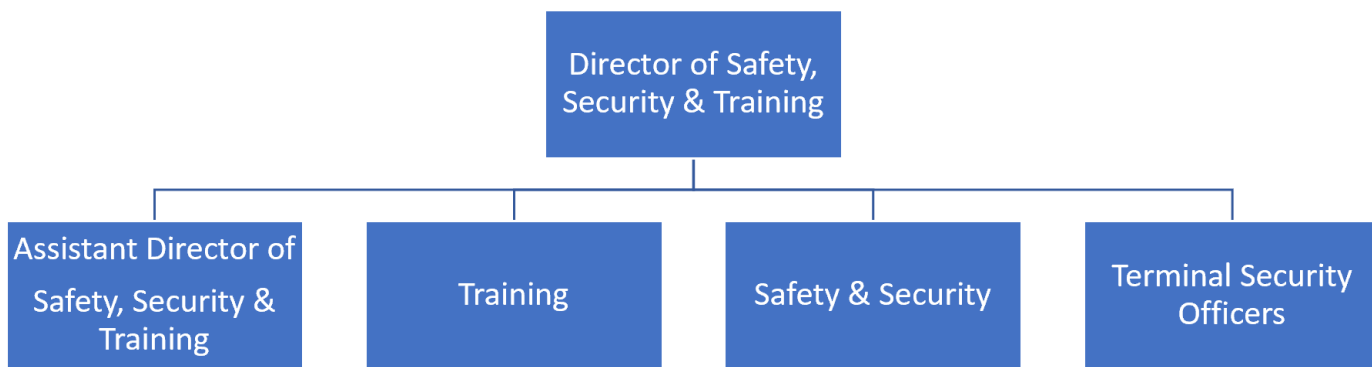 Director of Safety,
Security & Training
Assistant Director of
Safety, Security &
Training
Training
Safety & Security
Terminal Security
Officers